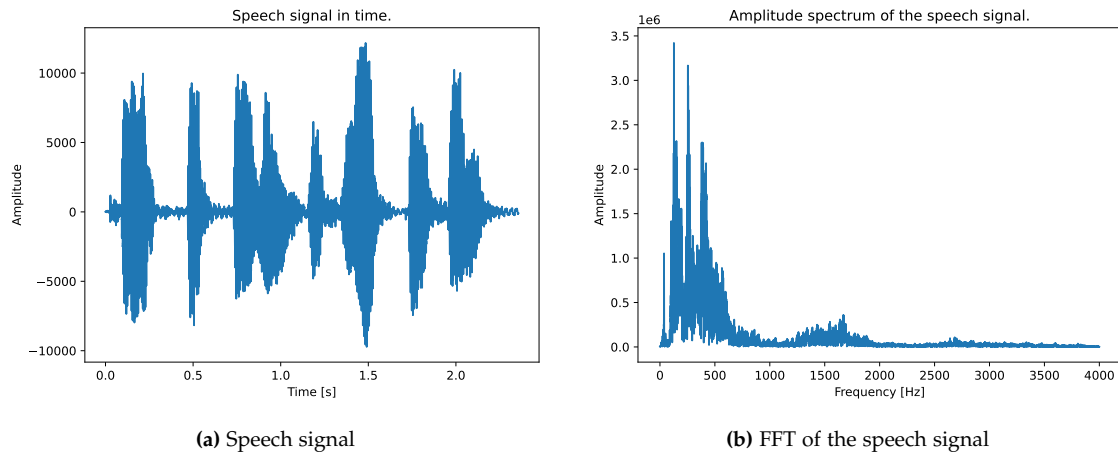 Speech signal in time.
10000
5000
0
−5000
−10000
Amplitude
0.0 0.5 1.0 1.5 2.0
Time [s]
(a) Speech signal
Amplitude spectrum of the speech signal.
1e6
3.5
3.0
2.5
2.0
1.5
1.0
0.5
0.0
Amplitude
0 500 1000 1500 2000 2500 3000 3500 4000
Frequency [Hz]
(b) FFT of the speech signal